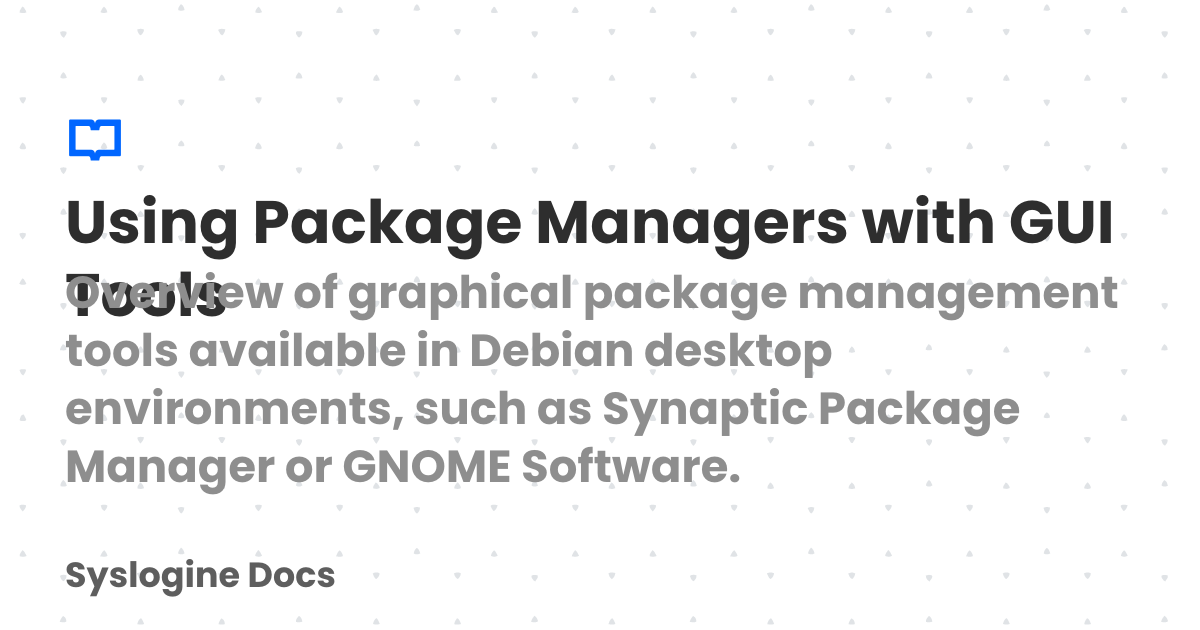 Using Package Managers with GUI
Tools
Overview of graphical package management
tools available in Debian desktop
environments, such as Synaptic Package
Manager or GNOME Software.
Syslogine Docs